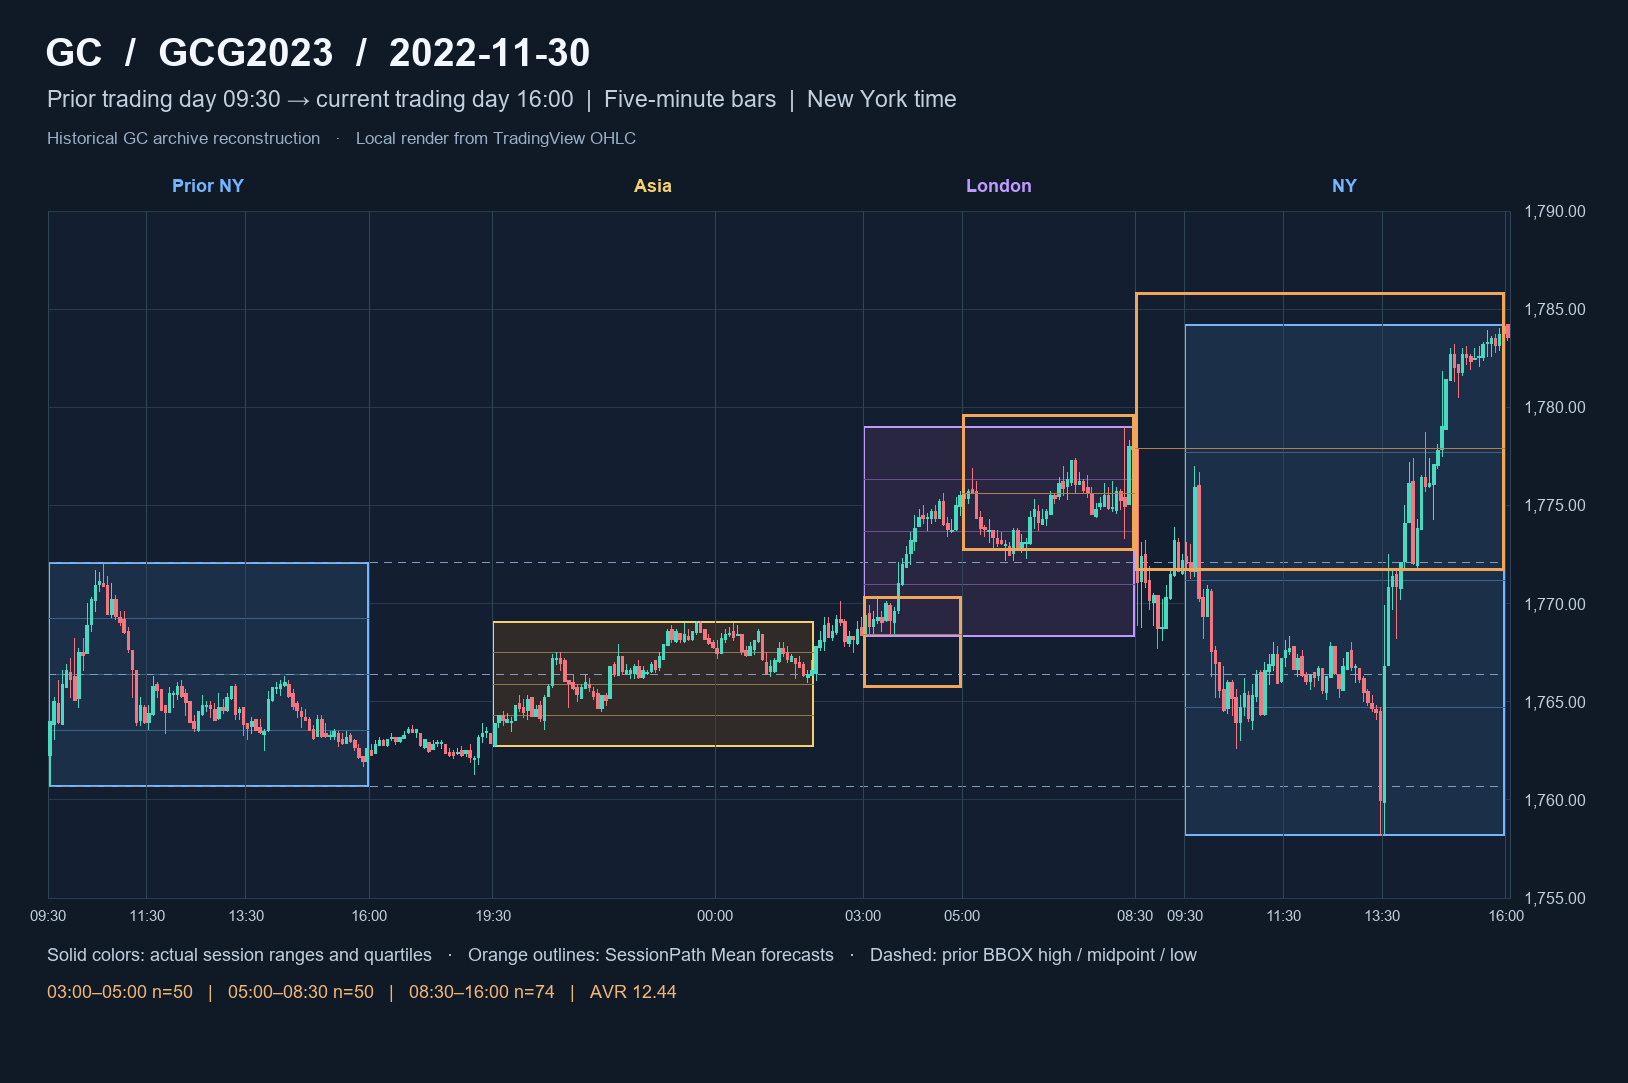 GC / GCG2023 / 2022-11-30
Prior trading day 09:30 → current trading day 16:00 | Five-minute bars | New York time
Historical GC archive reconstruction · Local render from TradingView OHLC
Prior NY Asia London NY
1,790.00
1,785.00
1,780.00
1,775.00
1,770.00
1,765.00
1,760.00
1,755.00
09:30 11:30 13:30 16:00 19:30 00:00 03:00 05:00 08:30 09:30 11:30 13:30 16:00
Solid colors: actual session ranges and quartiles · Orange outlines: SessionPath Mean forecasts · Dashed: prior BBOX high / midpoint / low
03:00–05:00 n=50 | 05:00–08:30 n=50 | 08:30–16:00 n=74 | AVR 12.44